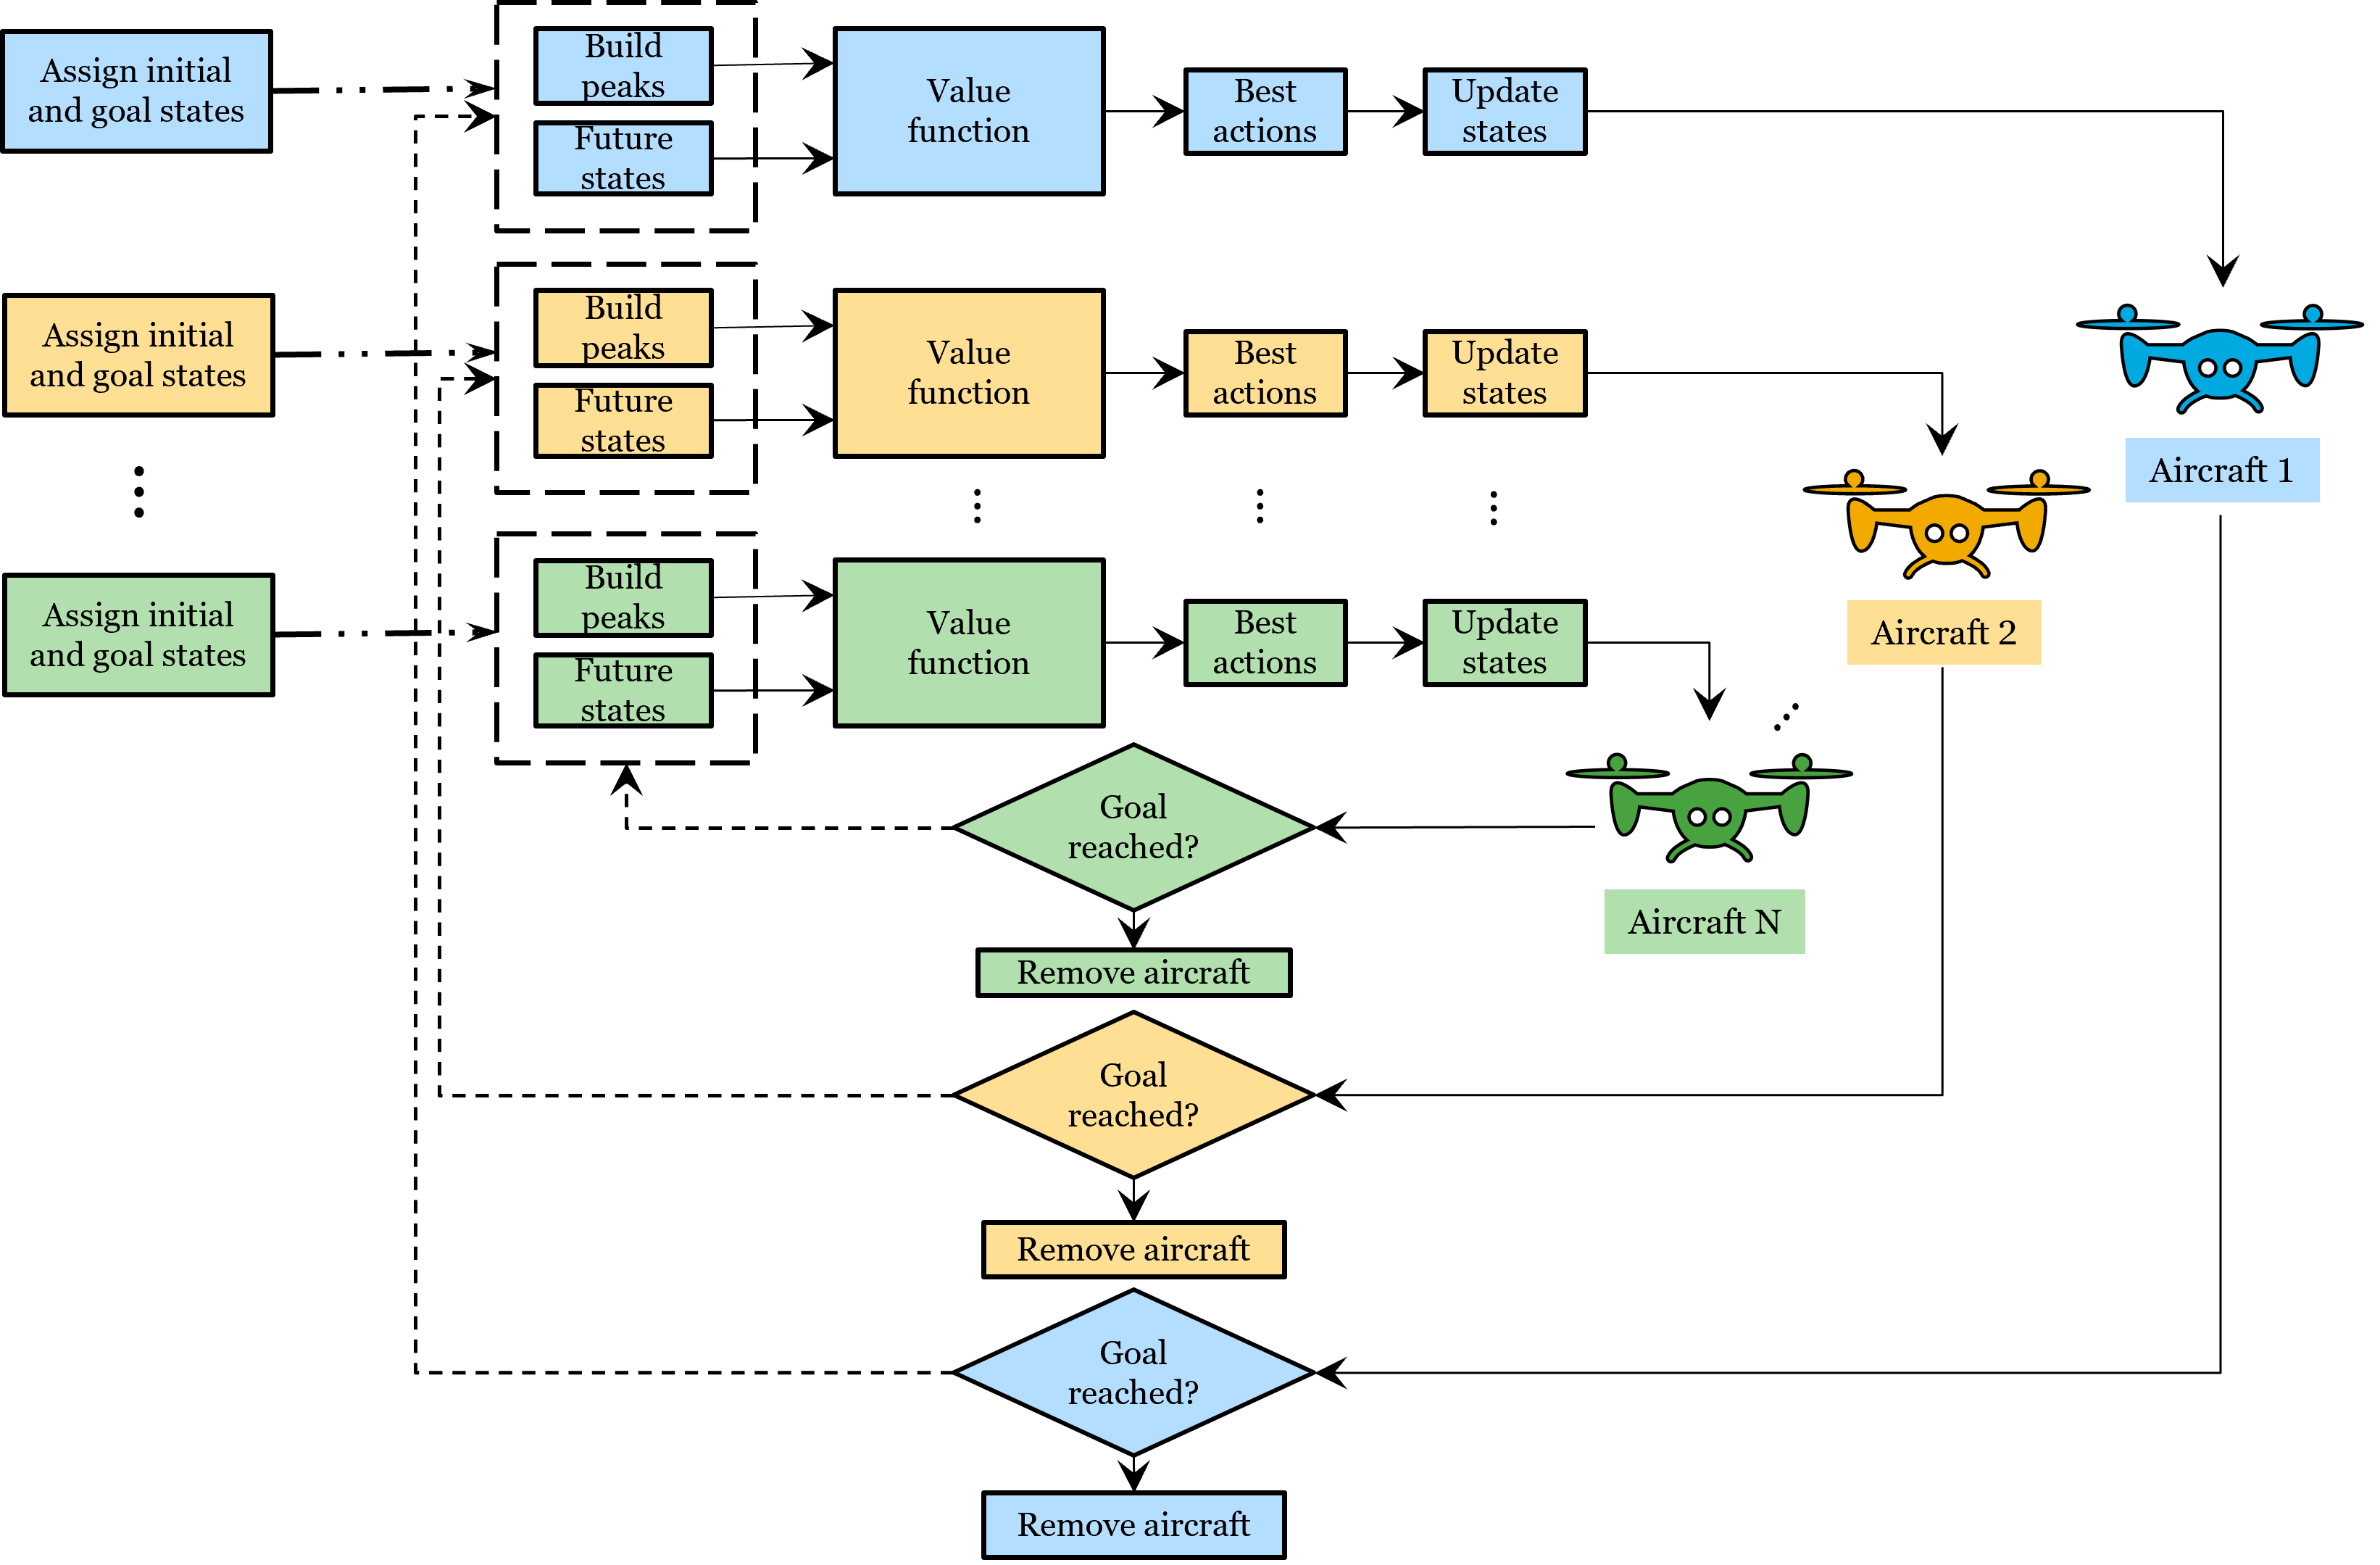 Assign initial
and goal states
Build
peaks
Future
states
Value
function
Best
actions
Update
states
Assign initial
and goal states
Build
peaks
Future
states
Value
function
Best
actions
Update
states
Aircraft 1
Assign initial
and goal states
Build
peaks
Future
states
Value
function
Best
actions
Update
states
Aircraft 2
Goal
reached?
Aircraft N
Remove aircraft
Goal
reached?
Remove aircraft
Goal
reached?
Remove aircraft